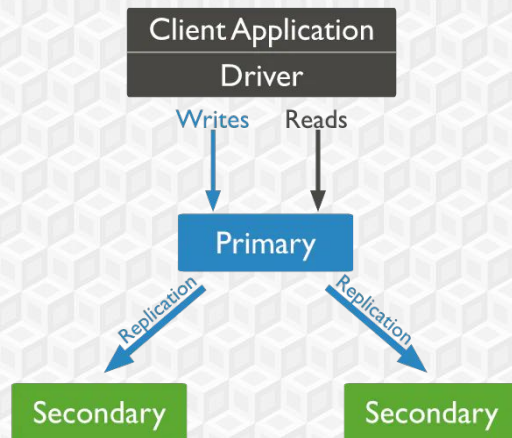 Client Application
Driver
Writes Reads
Primary
Replication Replication
Secondary Secondary